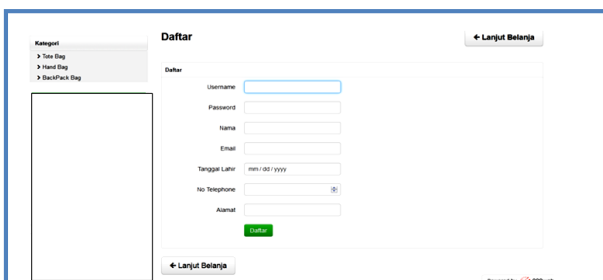 Daftar
← Lanjut Belanja
Kategori
> Tote Bag
> Hand Bag
> BackPack Bag
Daftar
Username
Password
Nama
Email
Tanggal Lahir mm / dd / yyyy
No Telephone
Alamat
Daftar
← Lanjut Belanja